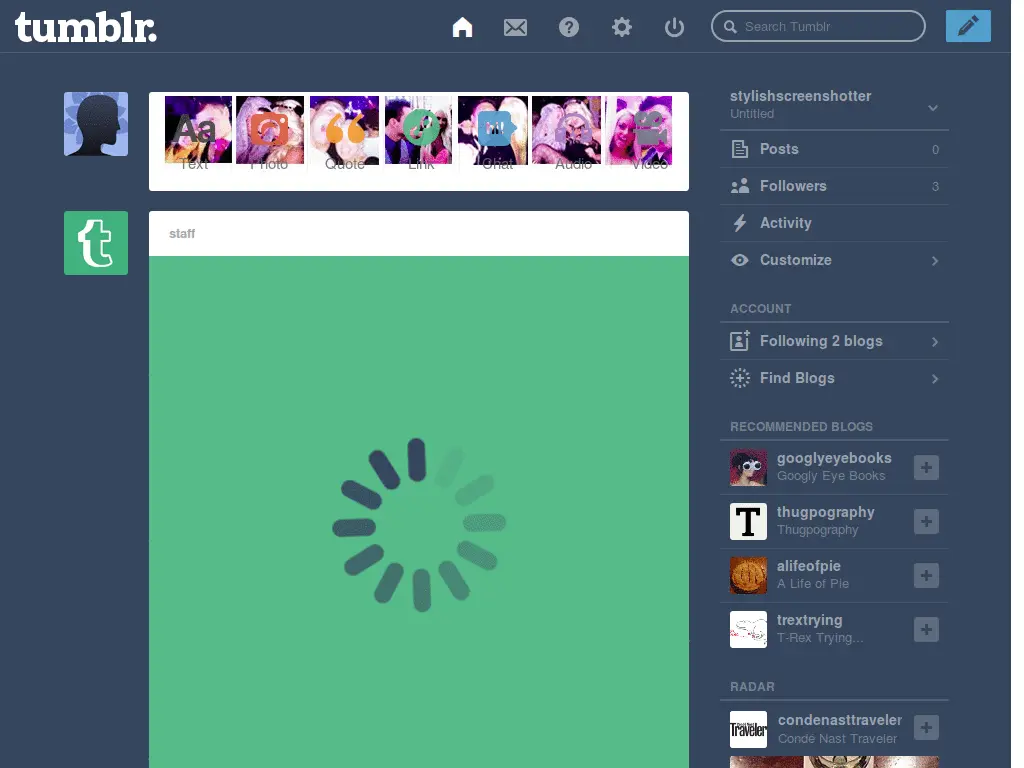 tumblr.
Search Tumblr
Aa
Text
Photo
Quote
Link
Chat
Audio
Video
staff
stylishscreenshotter
Untitled
Posts 0
Followers 3
Activity
Customize
ACCOUNT
Following 2 blogs
Find Blogs
RECOMMENDED BLOGS
googlyeyebooks
Googly Eye Books
T
thugpography
Thugpography
alifeofpie
A Life of Pie
trextrying
T-Rex Trying...
RADAR
Traveler
condenasttraveler
Condé Nast Traveler